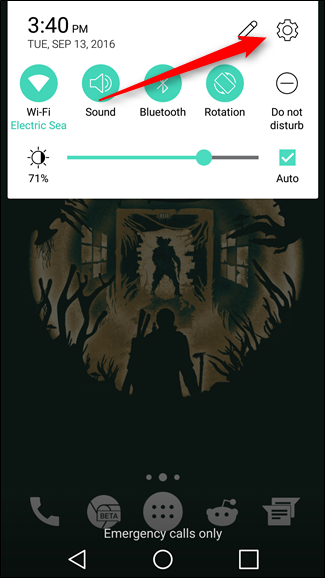 3:40 PM
TUE, SEP 13, 2016
Wi-Fi
Electric Sea
Sound
Bluetooth
Rotation
Do not
disturb
71%
Auto
BETA
Emergency calls only